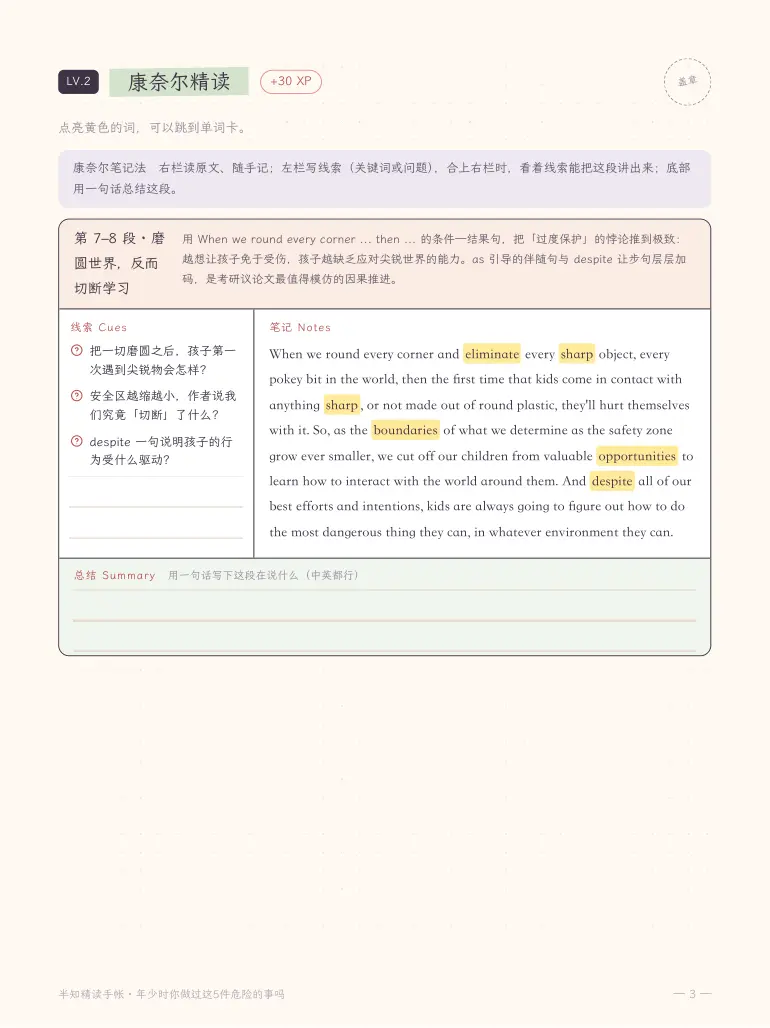 LV.2 康奈尔精读 +30 XP 盖章
点亮黄色的词，可以跳到单词卡。
康奈尔笔记法 右栏读原文、随手记；左栏写线索（关键词或问题），合上右栏时，看着线索能把这段讲出来；底部
用一句话总结这段。
第 7–8 段·磨
圆世界，反而
切断学习
用 When we round every corner … then … 的条件—结果句，把「过度保护」的悖论推到极致：
越想让孩子免于受伤，孩子越缺乏应对尖锐世界的能力。as 引导的伴随句与 despite 让步句层层加
码，是考研议论文最值得模仿的因果推进。
线索 Cues
把一切磨圆之后，孩子第一
次遇到尖锐物会怎样？
安全区越缩越小，作者说我
们究竟「切断」了什么？
despite 一句说明孩子的行
为受什么驱动？
笔记 Notes
When we round every corner and eliminate every sharp object, every
pokey bit in the world, then the first time that kids come in contact with
anything sharp, or not made out of round plastic, they'll hurt themselves
with it. So, as the boundaries of what we determine as the safety zone
grow ever smaller, we cut off our children from valuable opportunities to
learn how to interact with the world around them. And despite all of our
best efforts and intentions, kids are always going to figure out how to do
the most dangerous thing they can, in whatever environment they can.
总结 Summary 用一句话写下这段在说什么（中英都行）
半知精读手帐·年少时你做过这5件危险的事吗
— 3 —